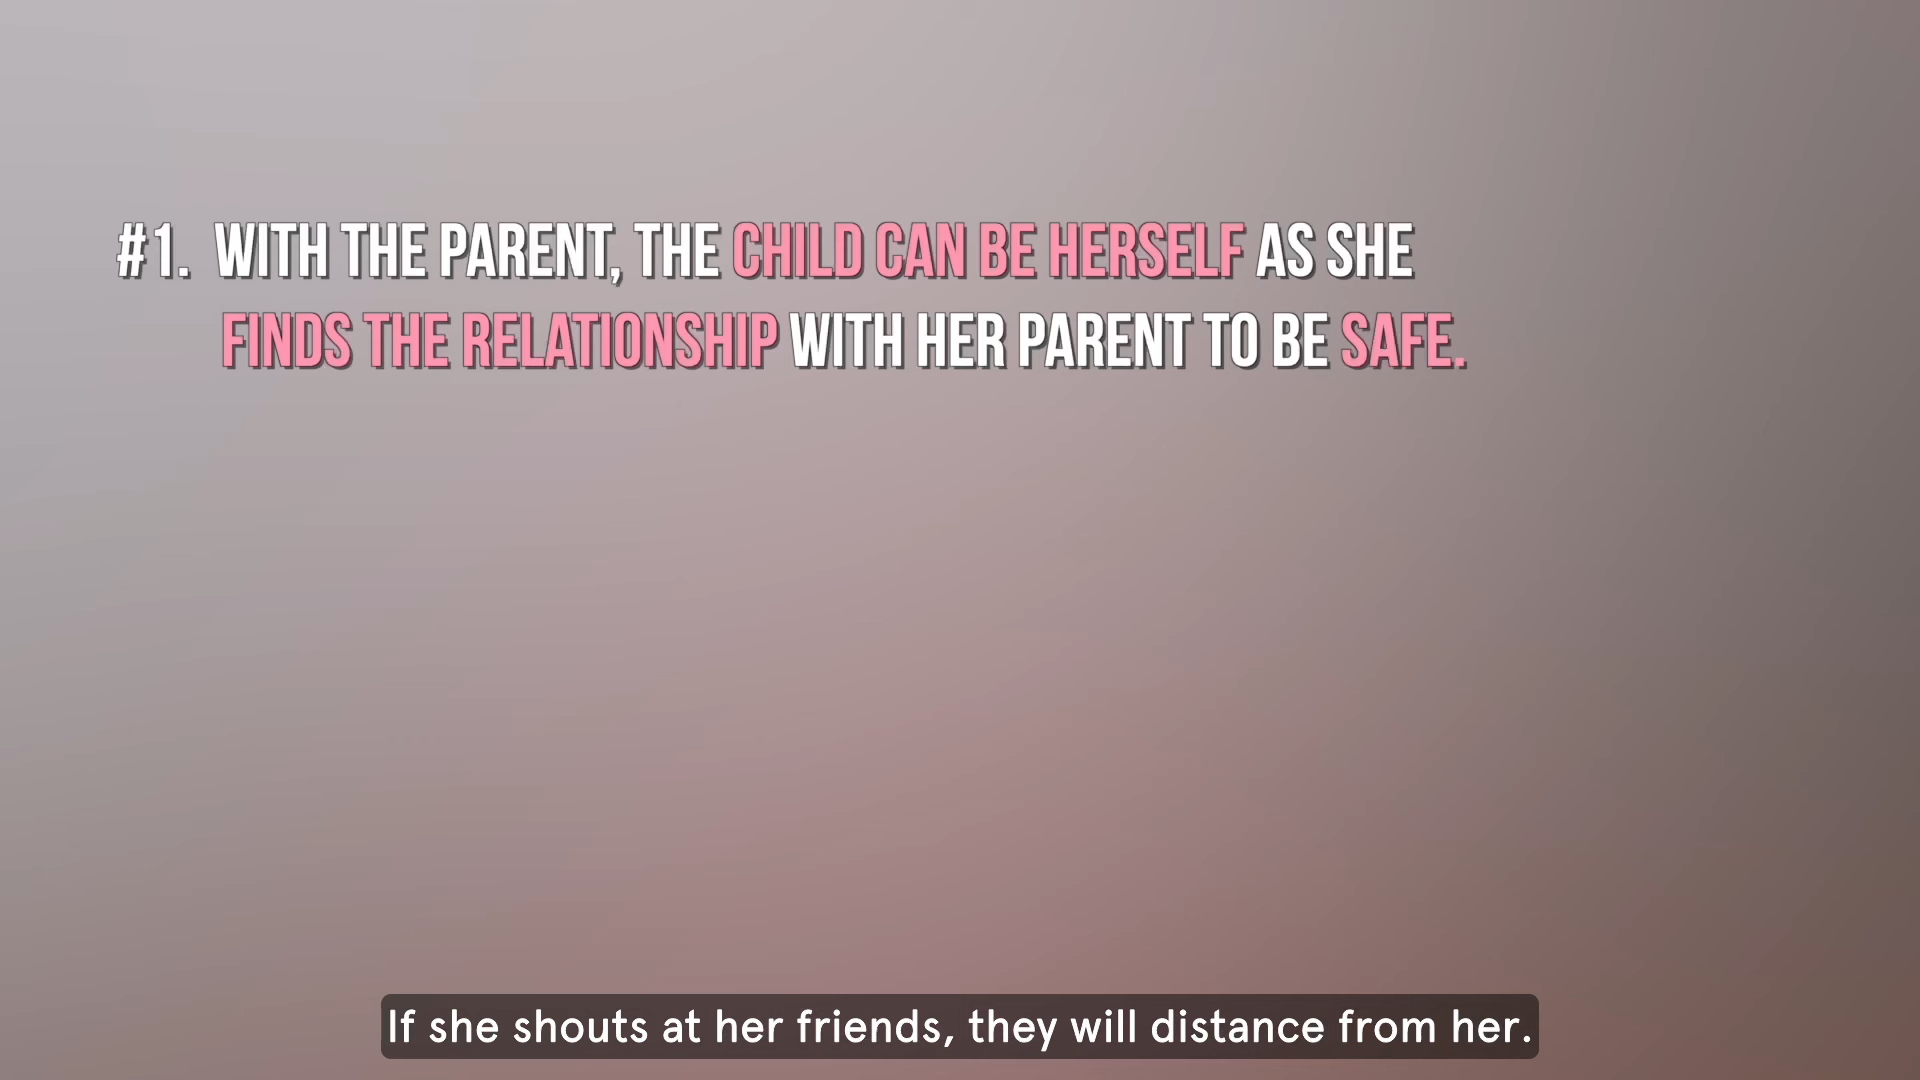 #1. WITH THE PARENT, THE CHILD CAN BE HERSELF AS SHE
FINDS THE RELATIONSHIP WITH HER PARENT TO BE SAFE.
If she shouts at her friends, they will distance from her.